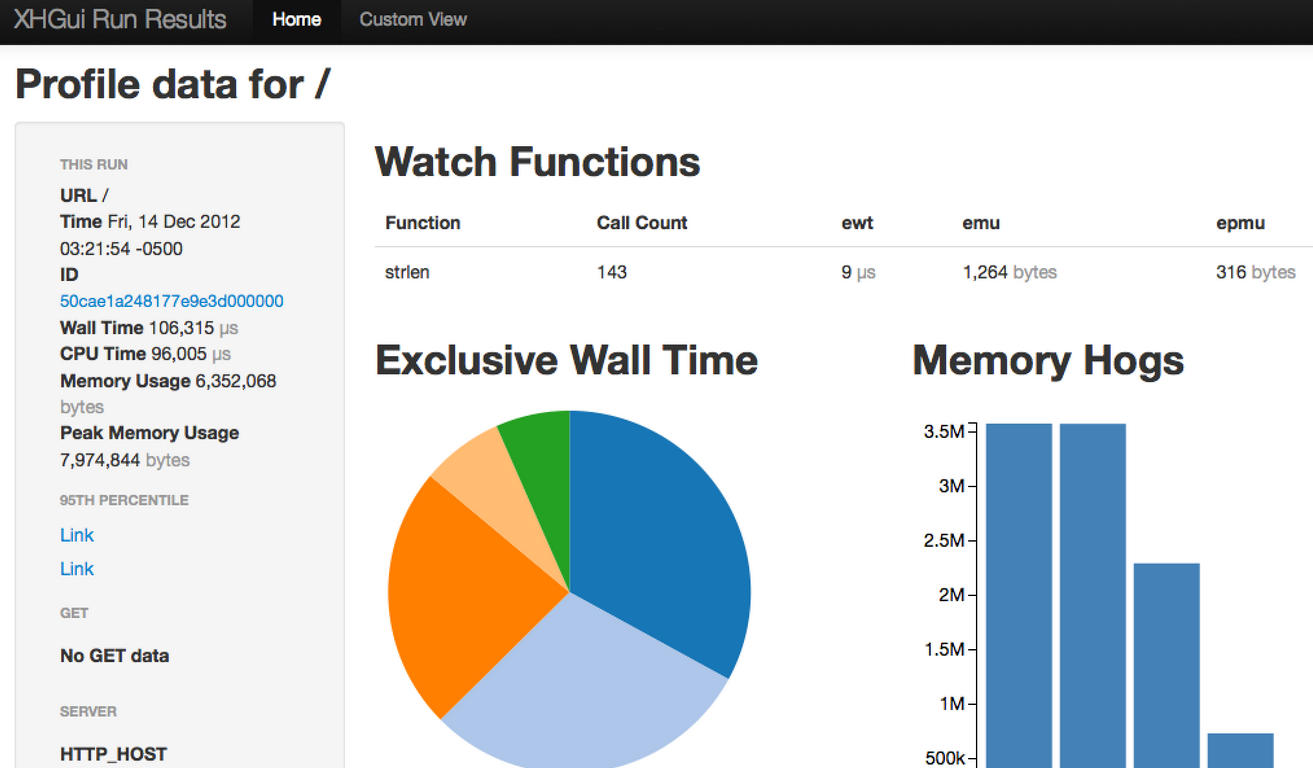 XHGui Run Results Home Custom View
Profile data for /
THIS RUN
URL /
Time Fri, 14 Dec 2012
03:21:54 -0500
ID
50cae1a248177e9e3d000000
Wall Time 106,315 µs
CPU Time 96,005 µs
Memory Usage 6,352,068
bytes
Peak Memory Usage
7,974,844 bytes
95TH PERCENTILE
Link
Link
GET
No GET data
SERVER
HTTP_HOST
Watch Functions
Function Call Count ewt emu epmu
strlen 143 9 µs 1,264 bytes 316 bytes
Exclusive Wall Time
Memory Hogs
3.5M
3M
2.5M
2M
1.5M
1M
500k